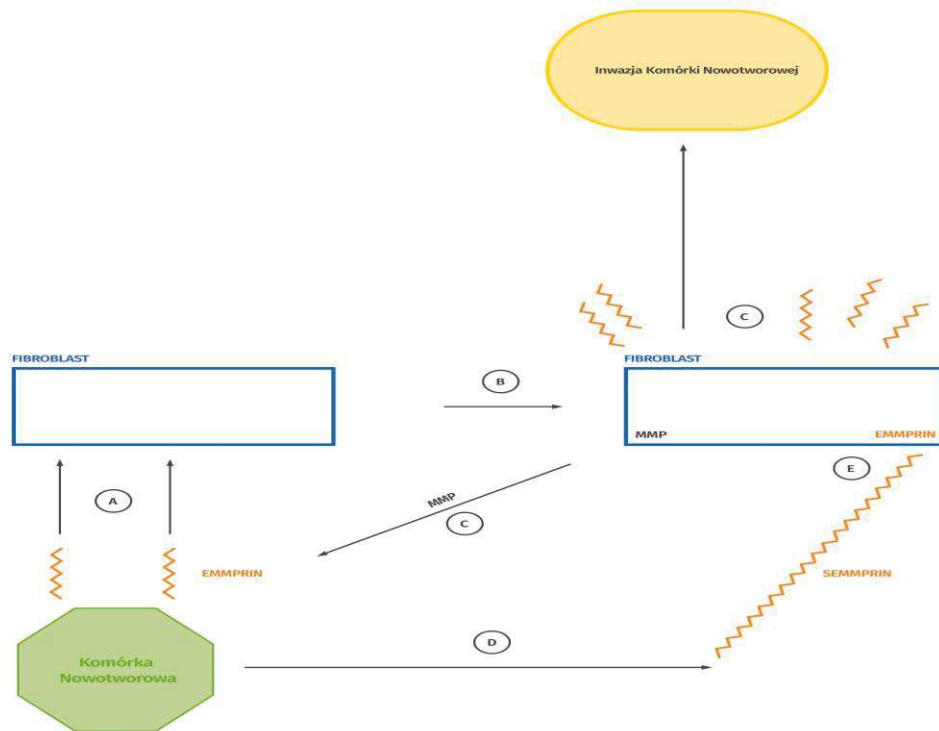 Inwazja Komórki Nowotworowej
C
FIBROBLAST
FIBROBLAST
B
MMP
EMMPRIN
E
A
MMP
C
EMMPRIN
SEMMPRIN
D
Komórka
Nowotworowa